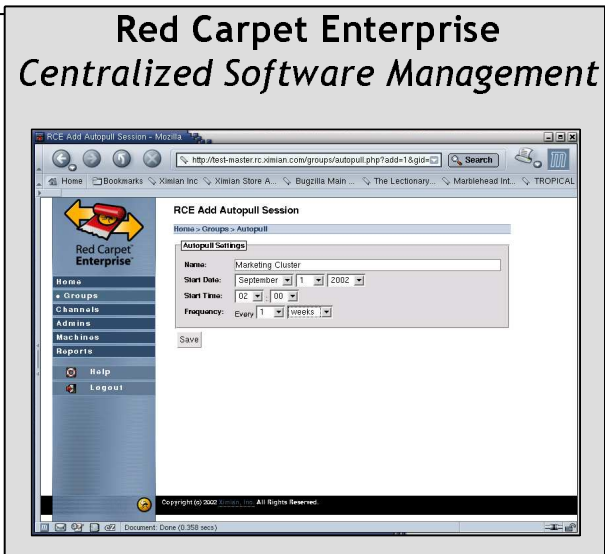 Red Carpet Enterprise
Centralized Software Management
RCE Add Autopull Session - Mozilla
http://test-master.rc.ximian.com/groups/autopull.php?add=1&gid= Search
Home Bookmarks Ximian Inc Ximian Store A... Bugzilla Main ... The Lectionary... Marblehead Int... TROPICAL
Red Carpet
Enterprise
Home
Groups
Channels
Admins
Machines
Reports
Help
Logout
RCE Add Autopull Session
Home > Groups > Autopull
Autopull Settings
Name: Marketing Cluster
Start Date: September 1 2002
Start Time: 02 : 00
Frequency: Every 1 weeks
Save
Copyright (c) 2002 Ximian, Inc. All Rights Reserved.
Document: Done (0.358 secs)